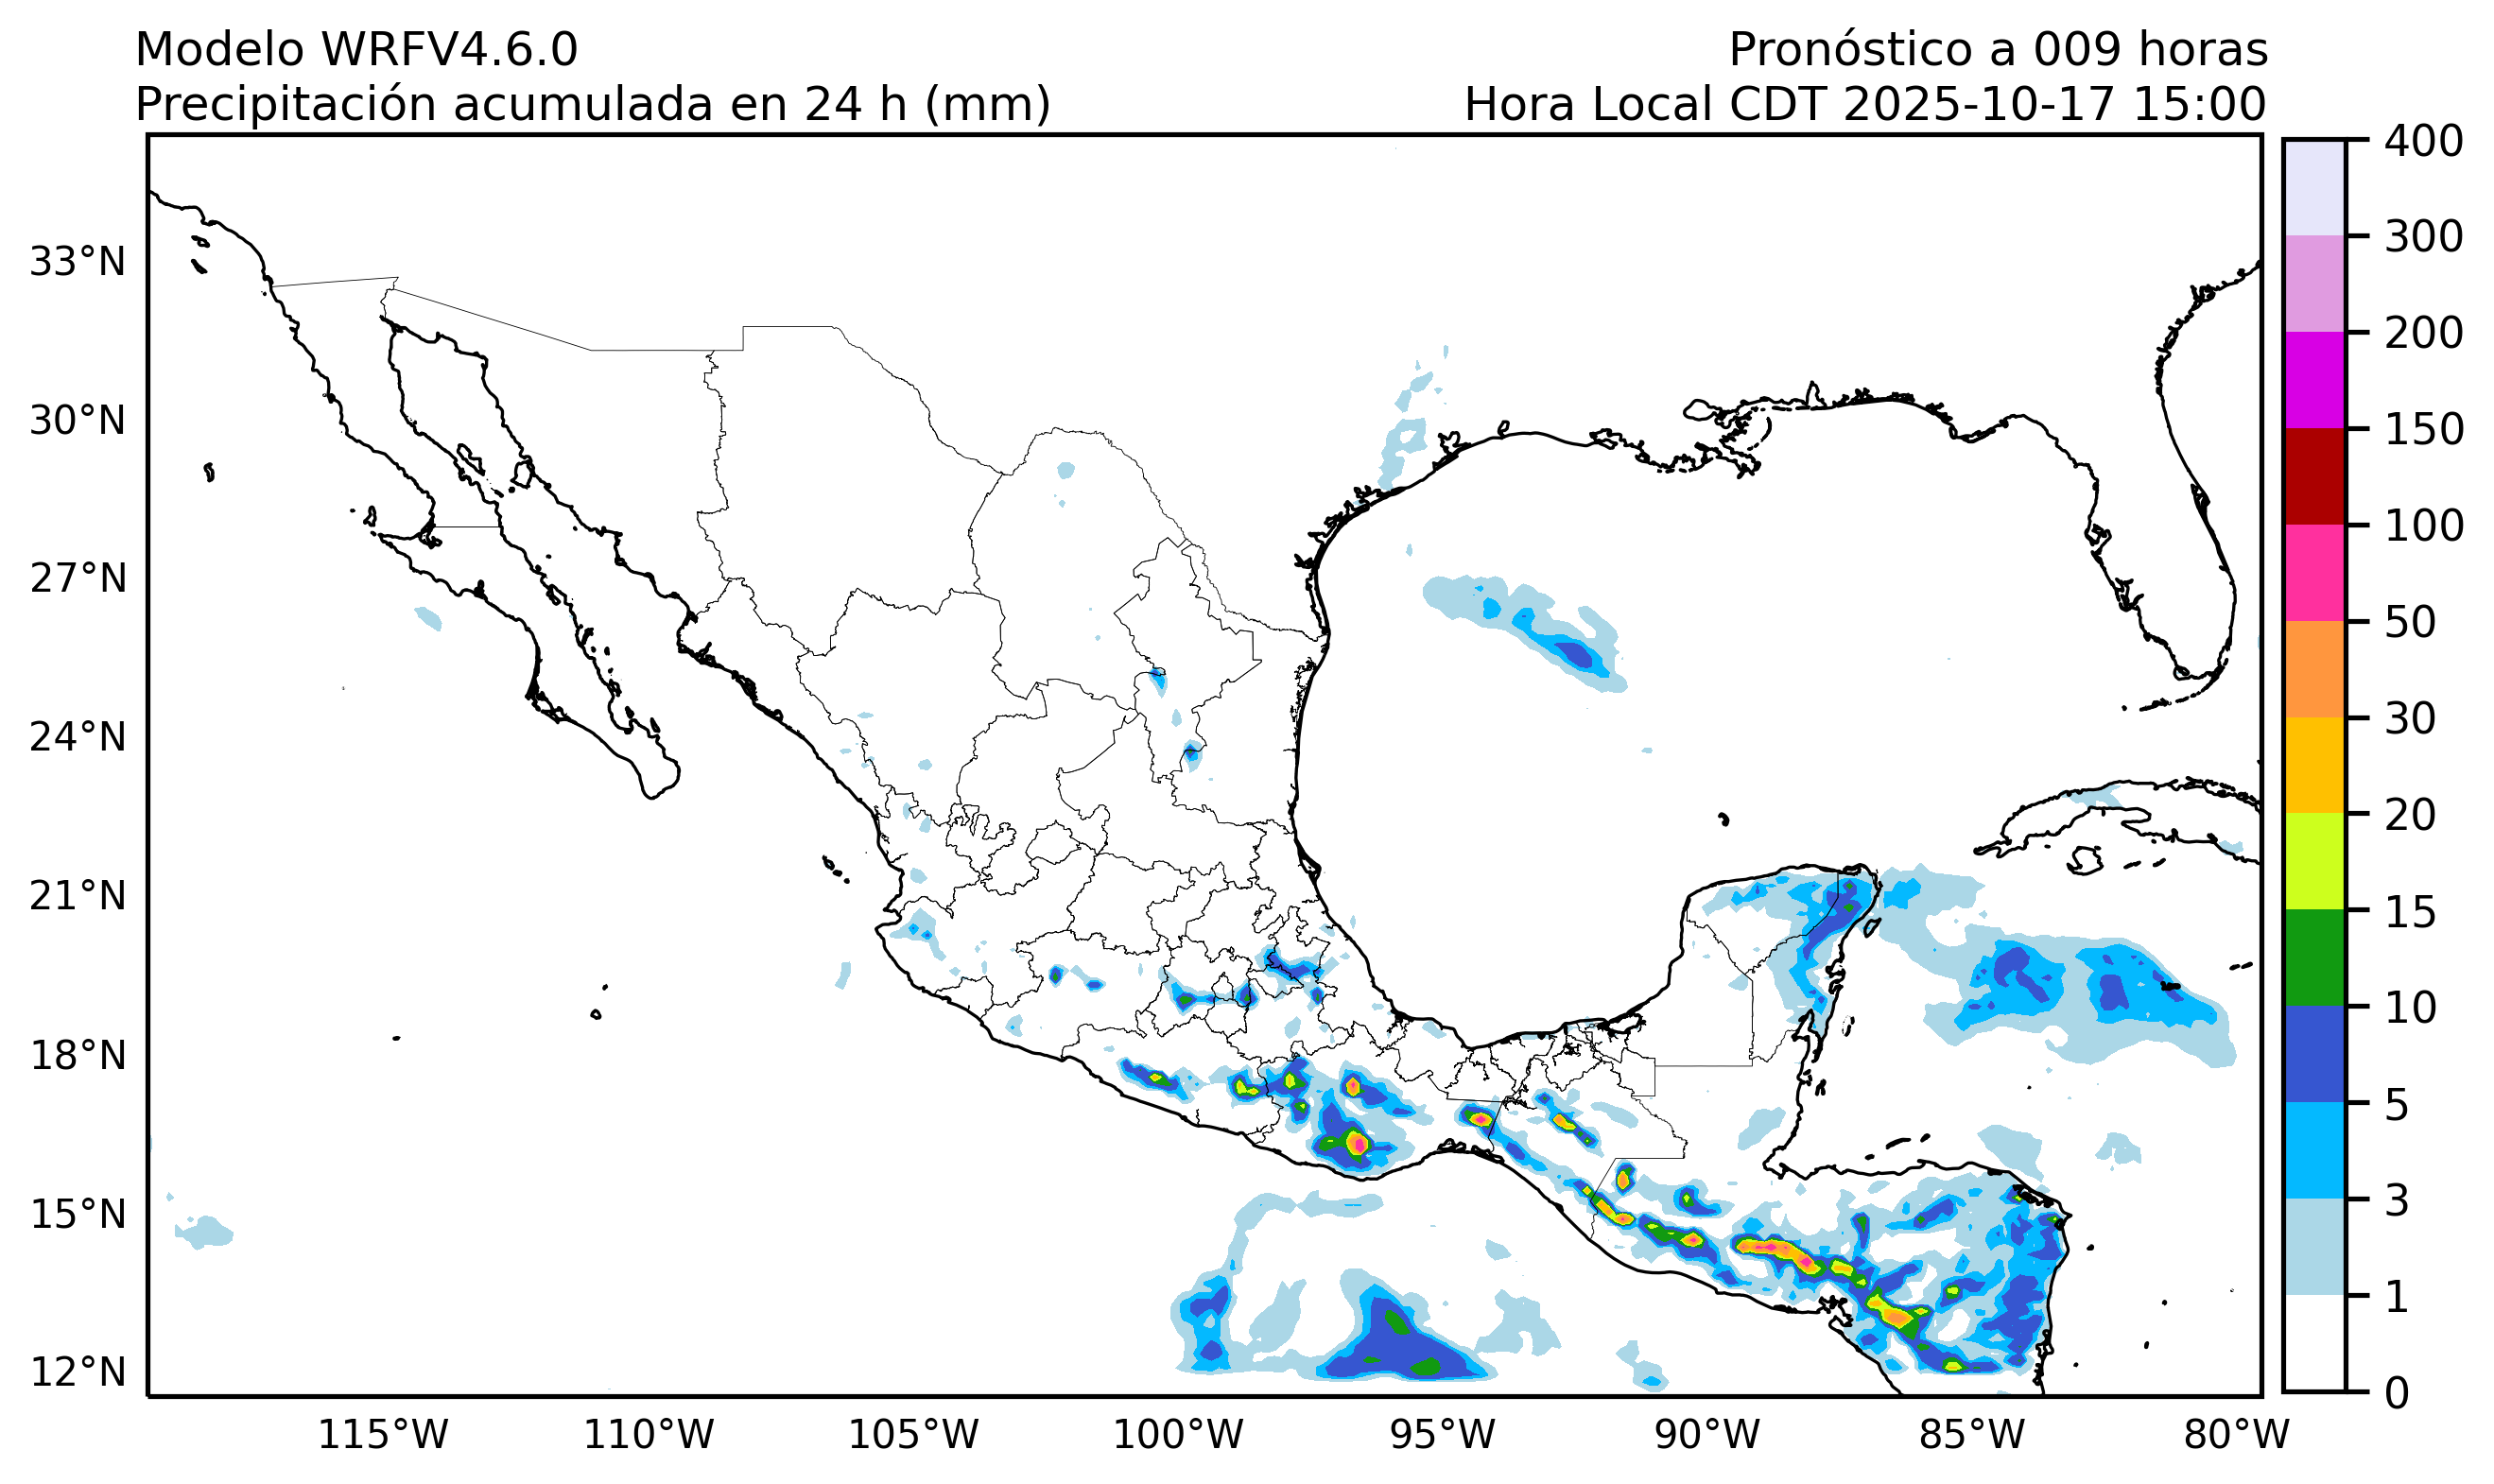 Modelo WRFV4.6.0
Pronóstico a 009 horas
Precipitación acumulada en 24 h (mm)
Hora Local CDT 2025-10-17 15:00
400
300
200
150
100
50
30
20
15
10
5
3
1
0
33°N
30°N
27°N
24°N
21°N
18°N
15°N
12°N
115°W
110°W
105°W
100°W
95°W
90°W
85°W
80°W